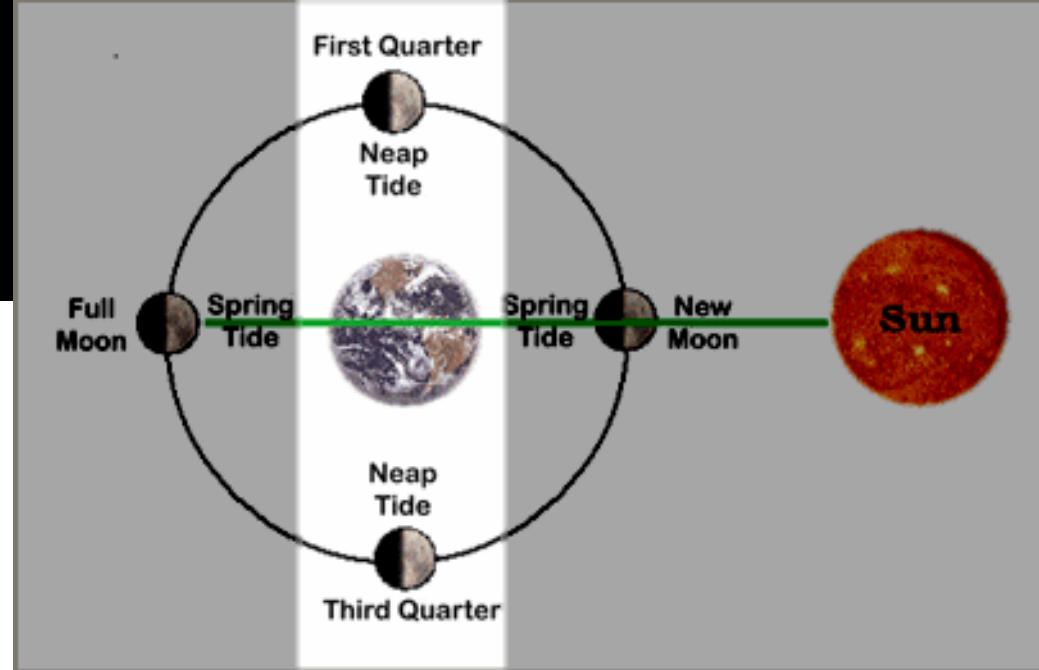 First Quarter
Neap
Tide
Full
Moon
Spring
Tide
Spring
Tide
New
Moon
Sun
Neap
Tide
Third Quarter